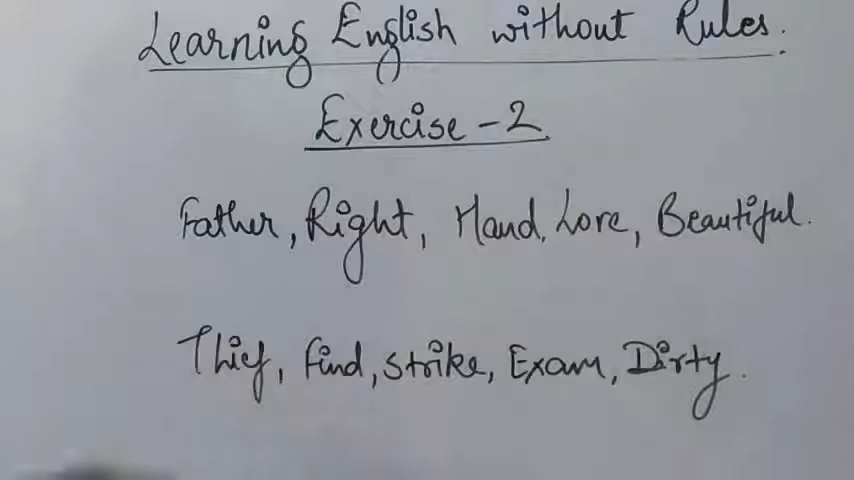 Learning English without Rules.
Exercise - 2
Father, Right, Hand, Love, Beautiful.
Thief, find, strike, Exam, Dirty.